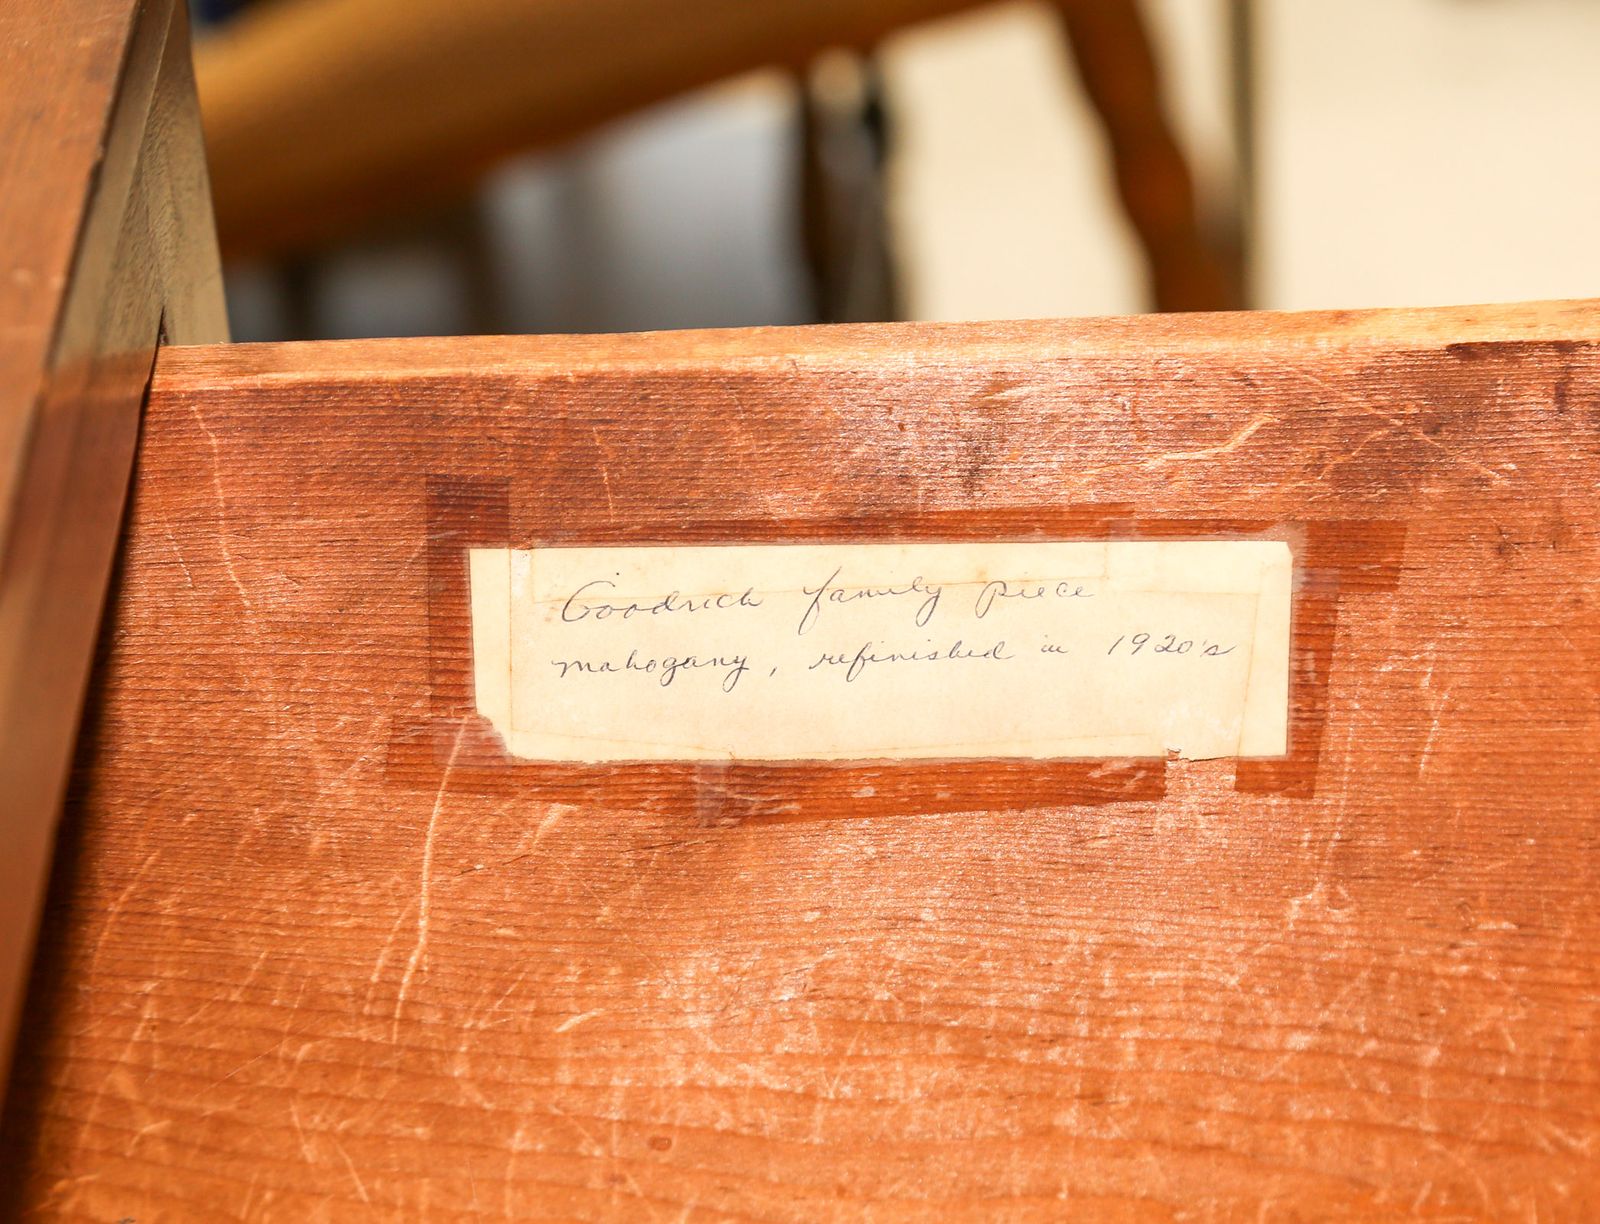 Goodrich family piece
mahogany, refinished in 1920's